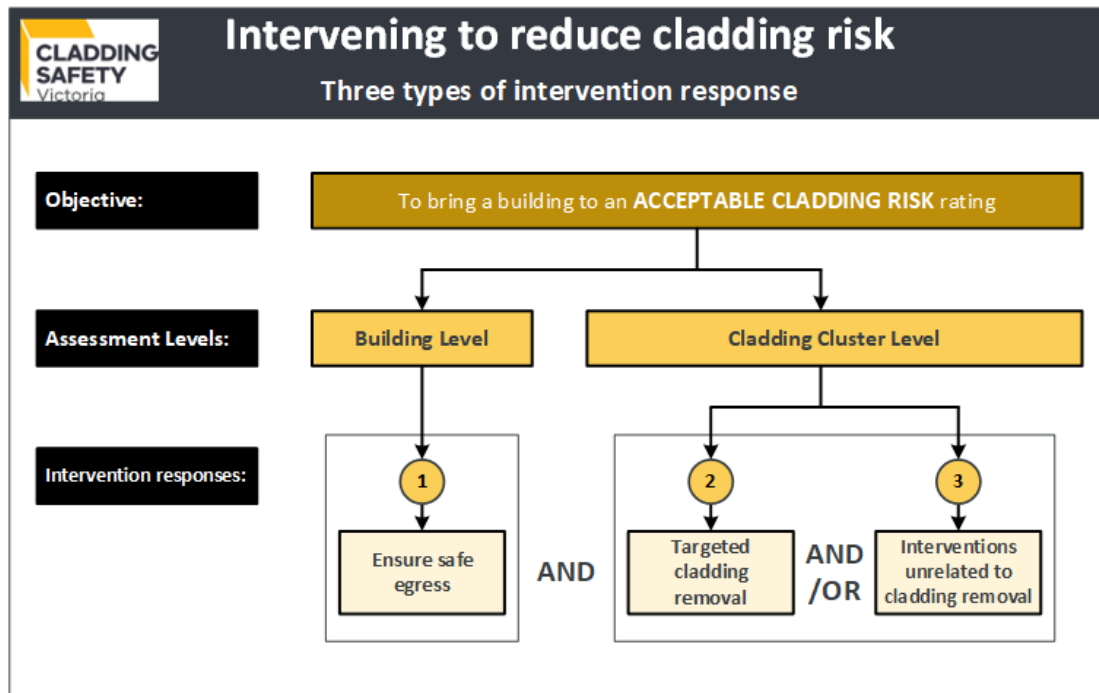 CLADDING
SAFETY
Victoria
Intervening to reduce cladding risk
Three types of intervention response
Objective:
To bring a building to an ACCEPTABLE CLADDING RISK rating
Assessment Levels:
Building Level
Cladding Cluster Level
Intervention responses:
1
2
3
Ensure safe
egress
AND
Targeted
cladding
removal
AND
/OR
Interventions
unrelated to
cladding removal